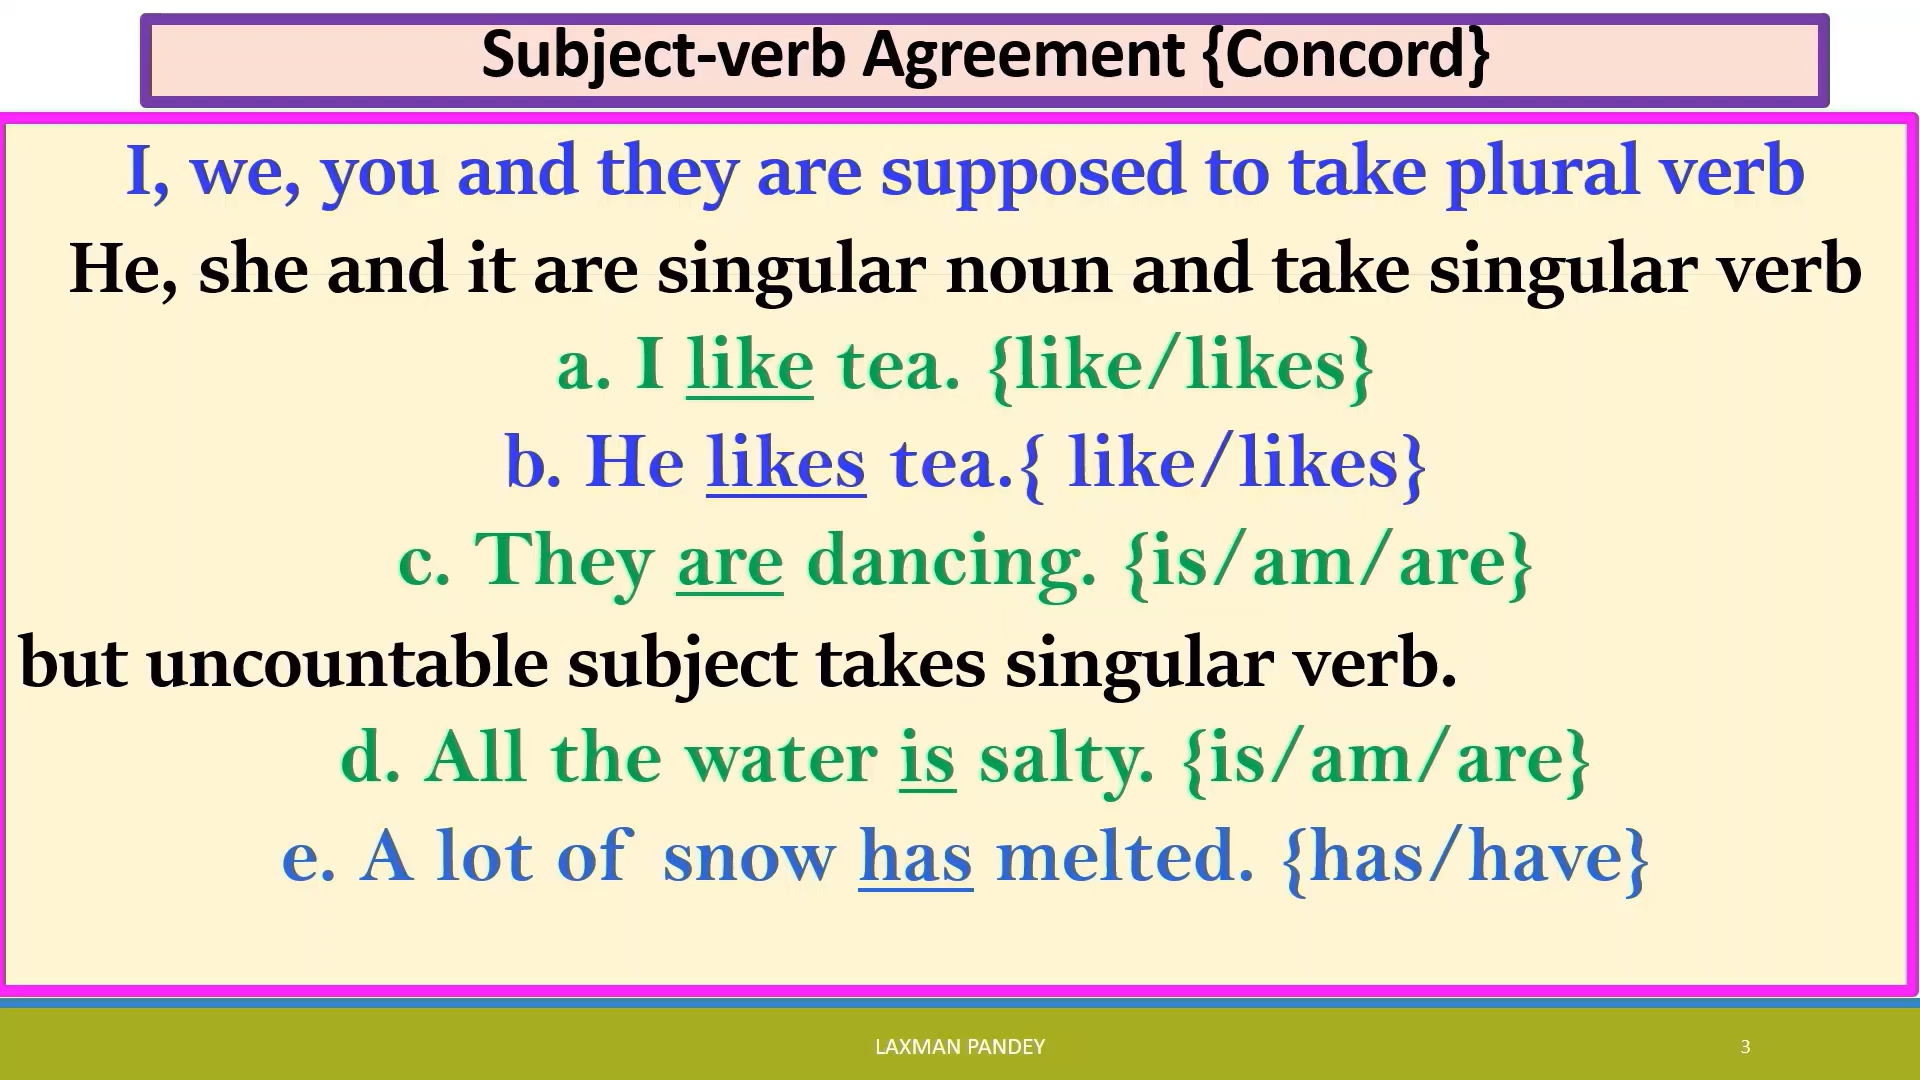 Subject-verb Agreement {Concord}
I, we, you and they are supposed to take plural verb
He, she and it are singular noun and take singular verb
a. I like tea. {like/likes}
b. He likes tea.{ like/likes}
c. They are dancing. {is/am/are}
but uncountable subject takes singular verb.
d. All the water is salty. {is/am/are}
e. A lot of snow has melted. {has/have}
LAXMAN PANDEY
3